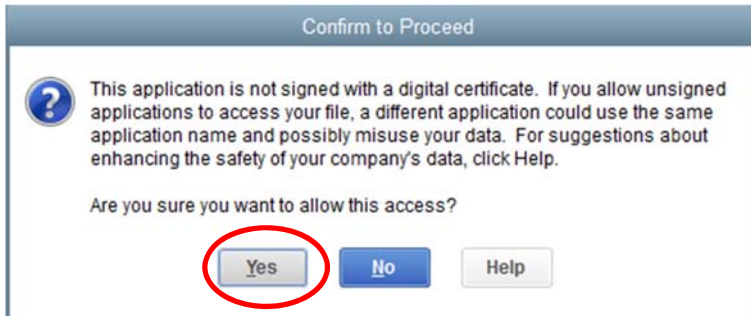 Confirm to Proceed
This application is not signed with a digital certificate.  If you allow unsigned
applications to access your file, a different application could use the same
application name and possibly misuse your data.  For suggestions about
enhancing the safety of your company's data, click Help.
Are you sure you want to allow this access?
Yes No Help